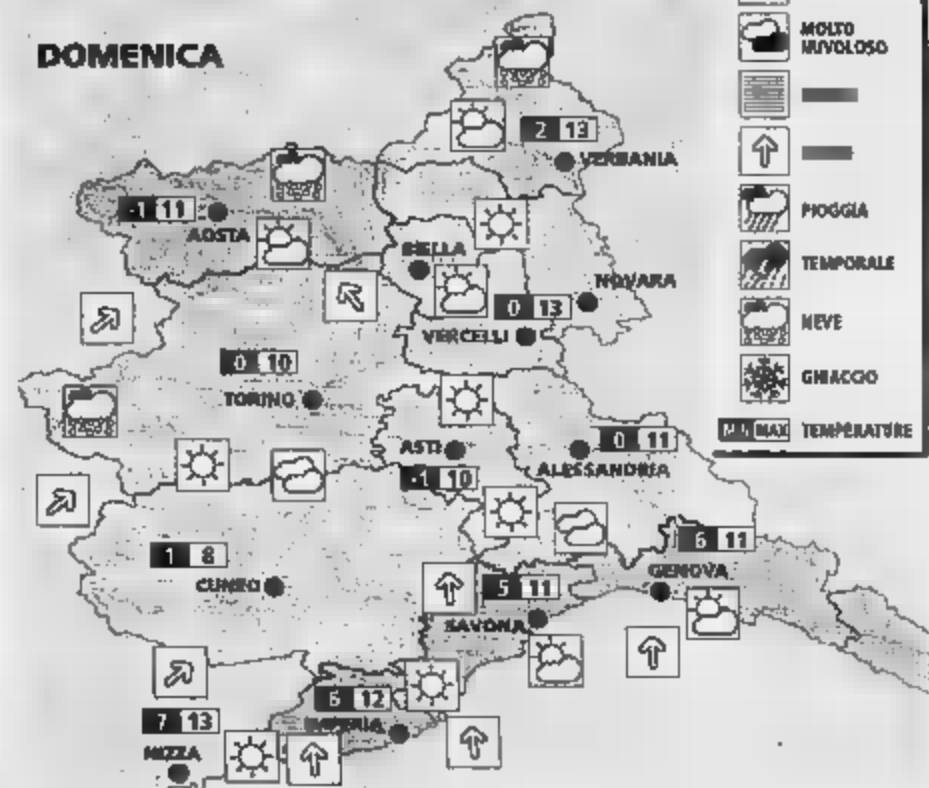 DOMENICA
MOLTO
NUVOLOSO
PIOGGIA
TEMPORALE
NEVE
GHIACCIO
MIN MAX TEMPERATURE
2 13
VERBANIA
-1 11
AOSTA
BIELLA
NOVARA
0 13
VERCELLI
0 10
TORINO
ASTI
-1 10
0 11
ALESSANDRIA
1 8
CUNEO
6 11
GENOVA
5 11
SAVONA
6 12
IMPERIA
7 13
NIZZA